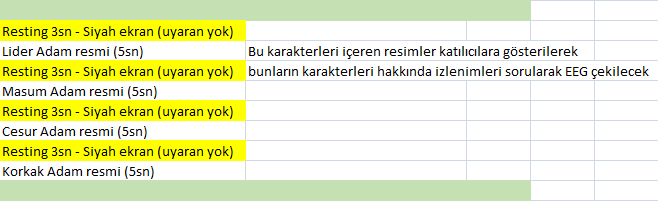 Resting 3sn - Siyah ekran (uyaran yok)
Lider Adam resmi (5sn) Bu karakterleri içeren resimler katılıcılara gösterilerek
Resting 3sn - Siyah ekran (uyaran yok) bunların karakterleri hakkında izlenimleri sorularak EEG çekilecek
Masum Adam resmi (5sn)
Resting 3sn - Siyah ekran (uyaran yok)
Cesur Adam resmi (5sn)
Resting 3sn - Siyah ekran (uyaran yok)
Korkak Adam resmi (5sn)